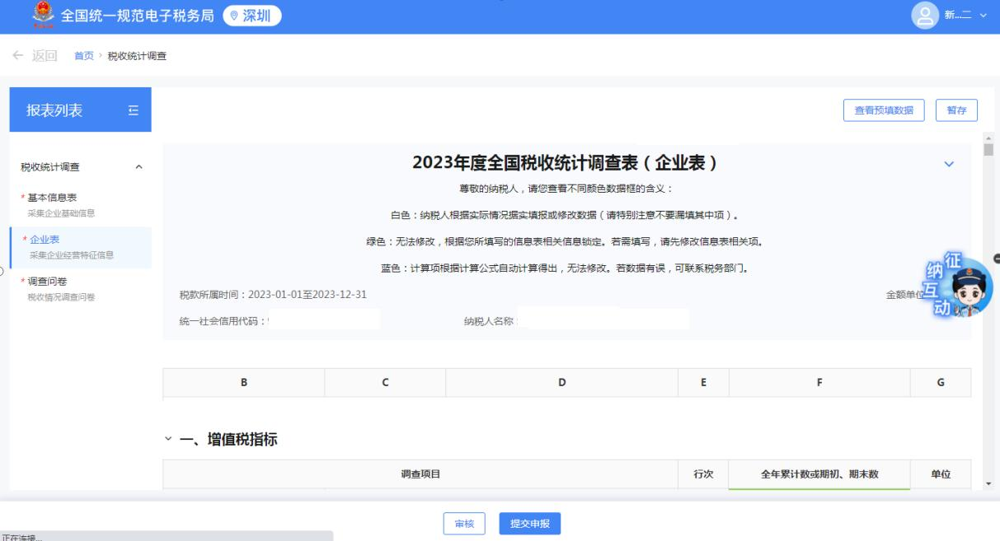 全国统一规范电子税务局 深圳
新...二
返回 首页 税收统计调查
报表列表
查看预填数据 暂存
税收统计调查
* 基本信息表
采集企业基础信息
* 企业表
采集企业经营特征信息
* 调查问卷
税收情况调查问卷
2023年度全国税收统计调查表（企业表）
尊敬的纳税人，请您查看不同颜色数据框的含义：
白色：纳税人根据实际情况据实填报或修改数据（请特别注意不要漏填其中项）。
绿色：无法修改，根据您所填写的信息表相关信息锁定。若需填写，请先修改信息表相关项。
蓝色：计算项根据计算公式自动计算得出，无法修改。若数据有误，可联系税务部门。
税款所属时间：2023-01-01至2023-12-31 金额单位
统一社会信用代码： 纳税人名称：
征纳互动
B C D E F G
一、增值税指标
调查项目 行次 全年累计数或期初、期末数 单位
审核 提交申报
正在连接...